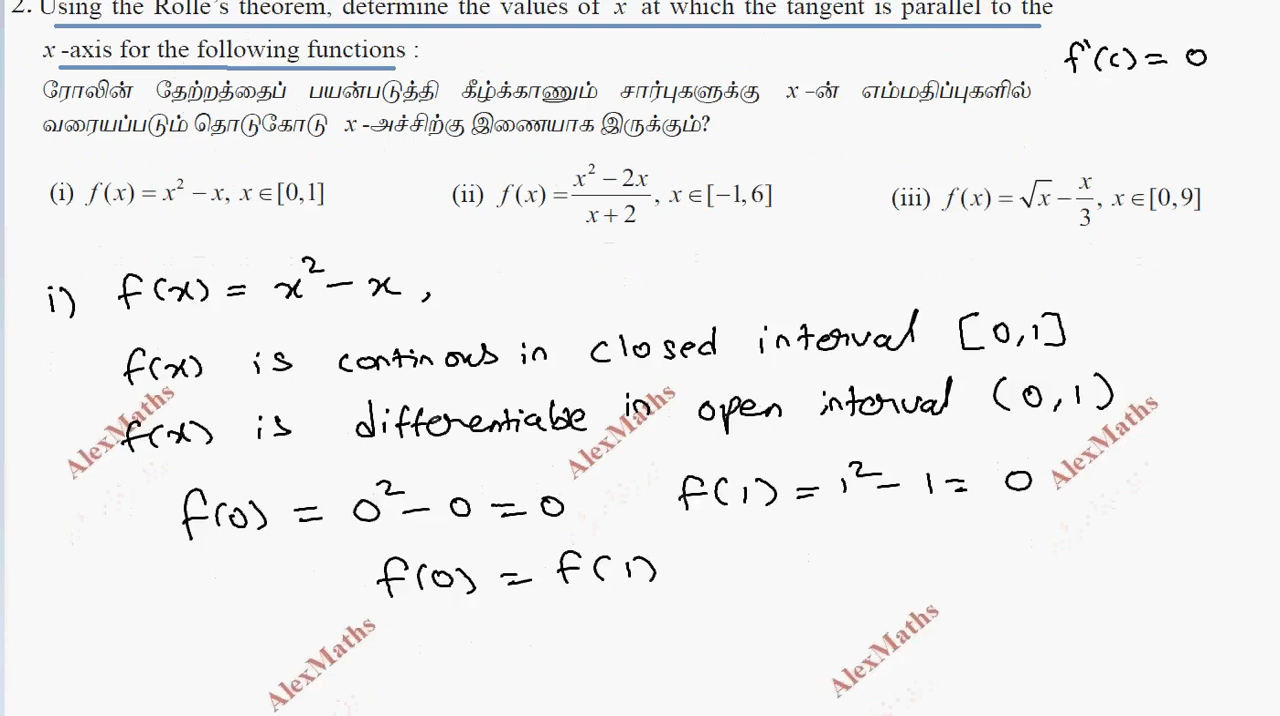 2. Using the Rolle's theorem, determine the values of x at which the tangent is parallel to the
x-axis for the following functions :
f'(c) = 0
ரோலின் தேற்றத்தைப் பயன்படுத்தி கீழ்க்காணும் சார்புகளுக்கு x-ன் எம்மதிப்புகளில்
வரையப்படும் தொடுகோடு x-அச்சிற்கு இணையாக இருக்கும்?
(i) f(x) = x² − x, x ∈ [0,1] (ii) f(x) = (x² − 2x)/(x + 2), x ∈ [−1, 6] (iii) f(x) = √x − x/3, x ∈ [0, 9]
i) f(x) = x² − x,
f(x) is continous in closed interval [0,1]
f(x) is differentiable in open interval (0,1)
f(0) = 0² − 0 = 0 f(1) = 1² − 1 = 0
f(0) = f(1)
AlexMaths
AlexMaths
AlexMaths
AlexMaths
AlexMaths